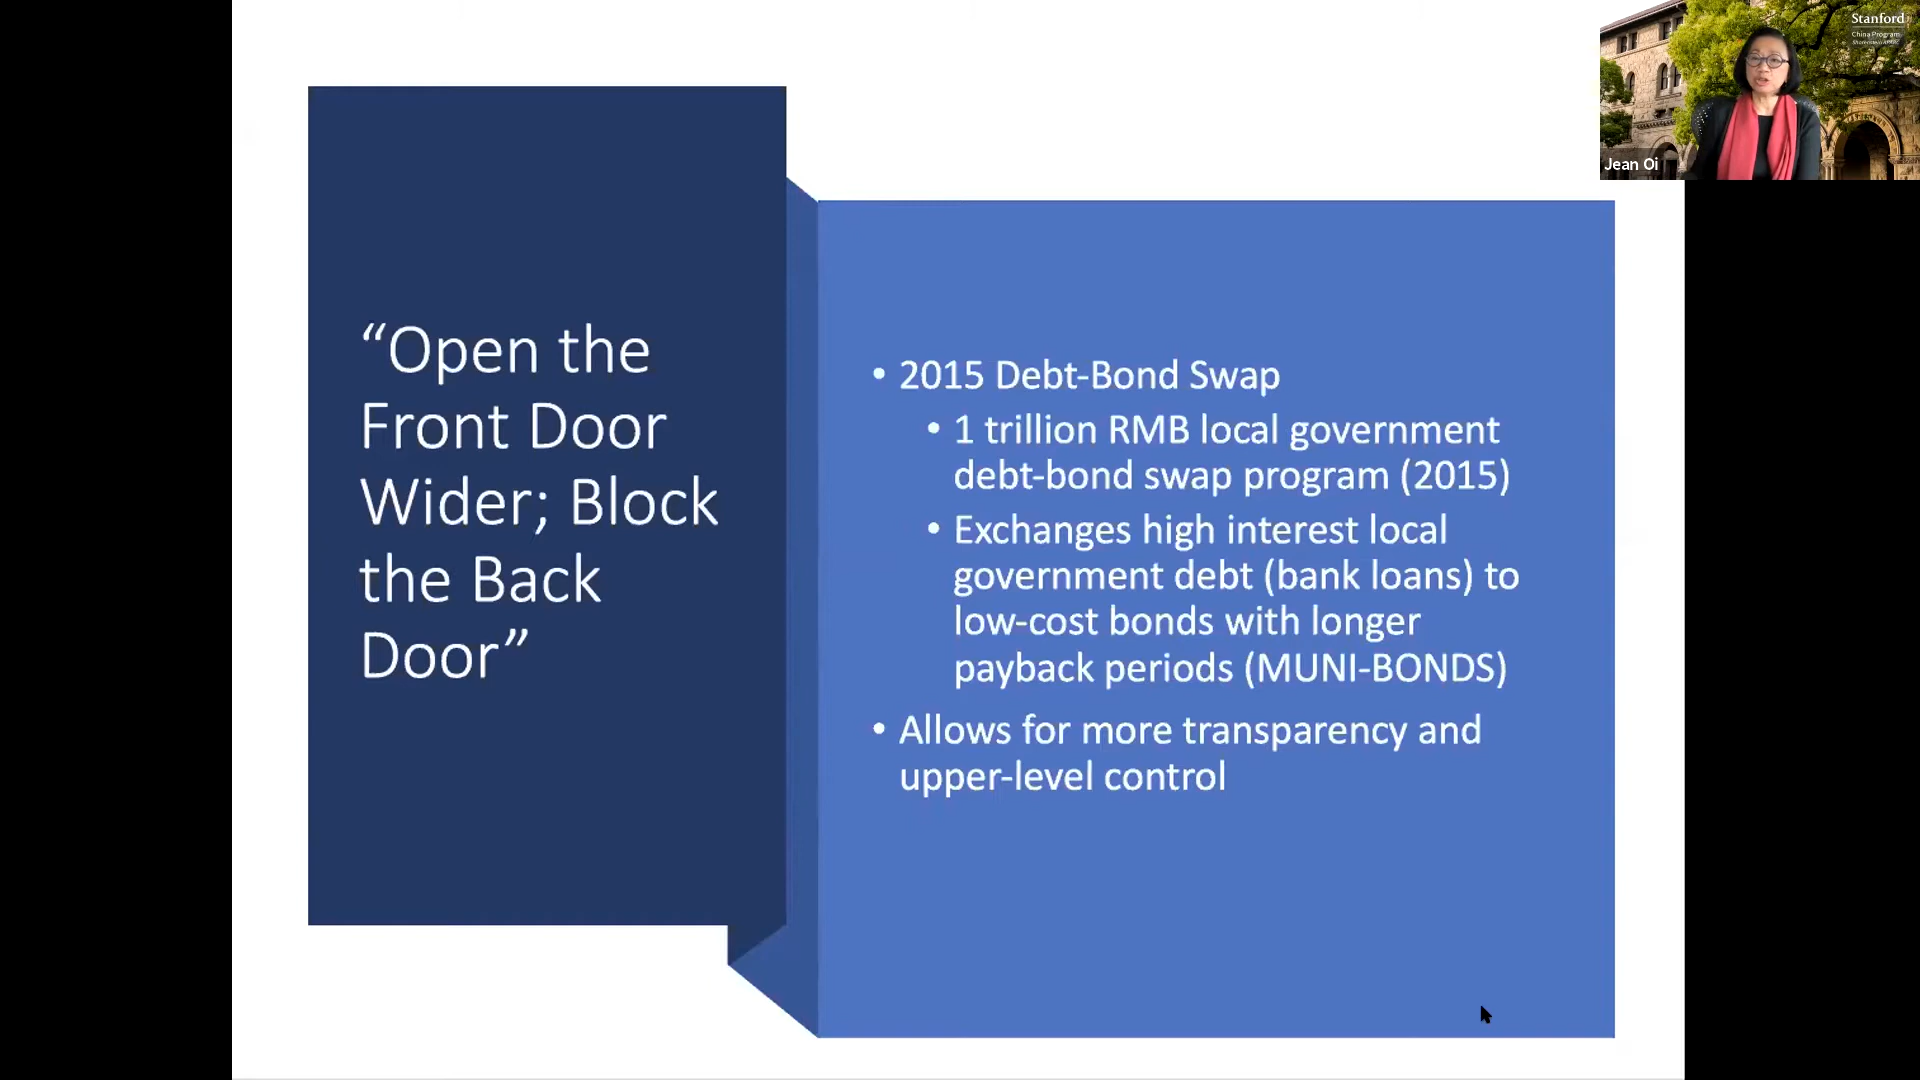 Stanford
China Program
Shorenstein APARC
Jean Oi
“Open the
Front Door
Wider; Block
the Back
Door”
• 2015 Debt-Bond Swap
• 1 trillion RMB local government
debt-bond swap program (2015)
• Exchanges high interest local
government debt (bank loans) to
low-cost bonds with longer
payback periods (MUNI-BONDS)
• Allows for more transparency and
upper-level control